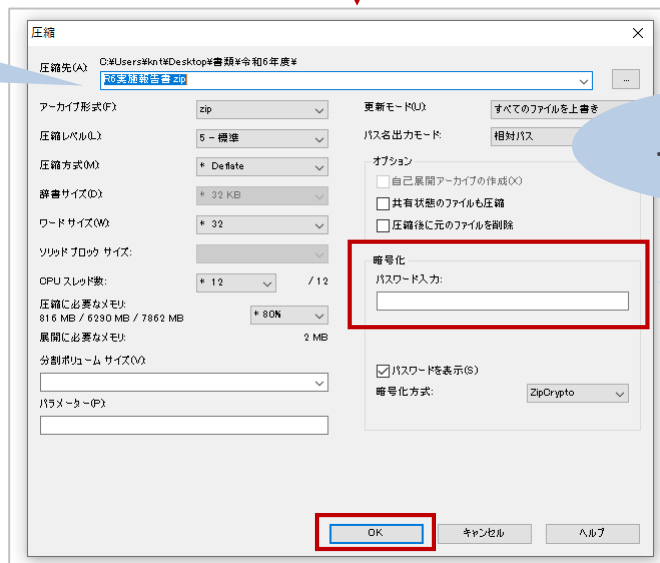 圧縮
圧縮先(A): C:¥Users¥knt¥Desktop¥書類¥令和6年度¥
R6実施報告書.zip
...
アーカイブ形式(F): zip
圧縮レベル(L): 5 - 標準
圧縮方式(M): * Deflate
辞書サイズ(D): * 32 KB
ワードサイズ(W): * 32
ソリッド ブロック サイズ:
CPU スレッド数: * 12 / 12
圧縮に必要なメモリ:
816 MB / 6290 MB / 7862 MB * 80%
展開に必要なメモリ: 2 MB
分割ボリューム サイズ(V):
パラメーター(P):
更新モード(U): すべてのファイルを上書き
パス名出力モード: 相対パス
オプション
自己展開アーカイブの作成(X)
共有状態のファイルも圧縮
圧縮後に元のファイルを削除
暗号化
パスワード入力:
パスワードを表示(S)
暗号化方式: ZipCrypto
OK キャンセル ヘルプ